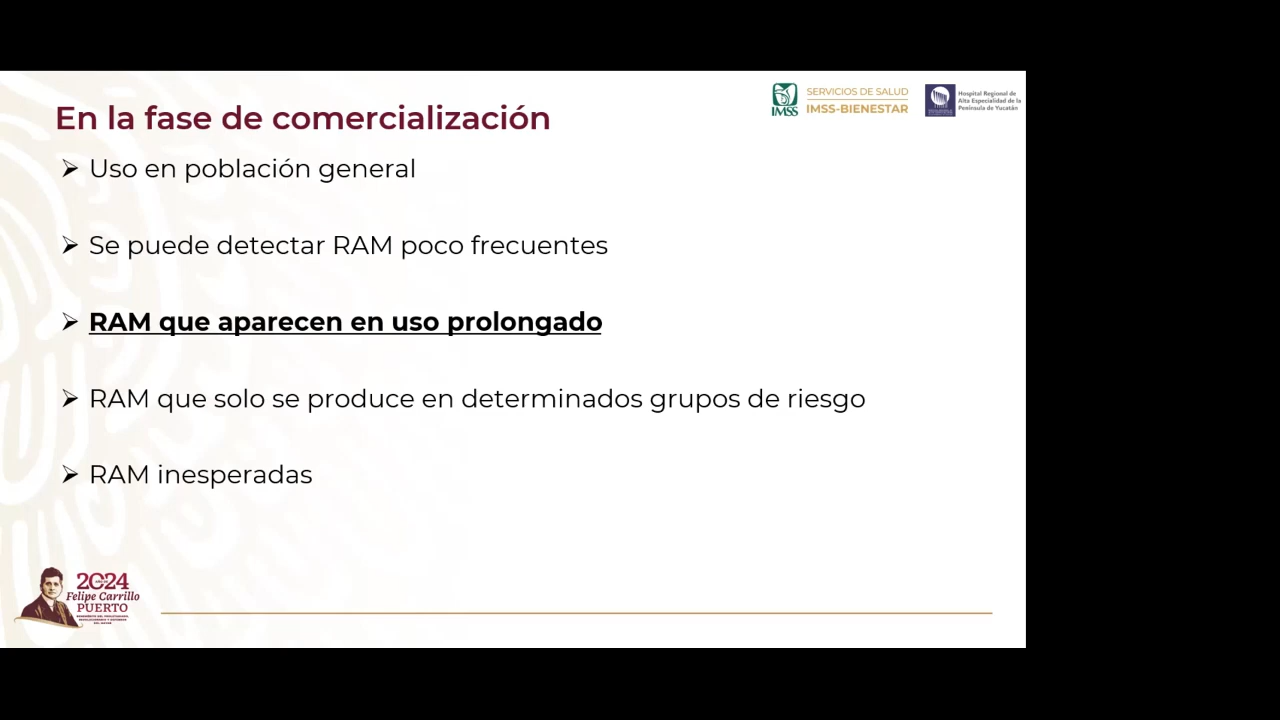 En la fase de comercialización
SERVICIOS DE SALUD
IMSS-BIENESTAR
IMSS
Hospital Regional de
Alta Especialidad de la
Península de Yucatán
➢ Uso en población general
➢ Se puede detectar RAM poco frecuentes
➢ RAM que aparecen en uso prolongado
➢ RAM que solo se produce en determinados grupos de riesgo
➢ RAM inesperadas
2024
Felipe Carrillo
PUERTO